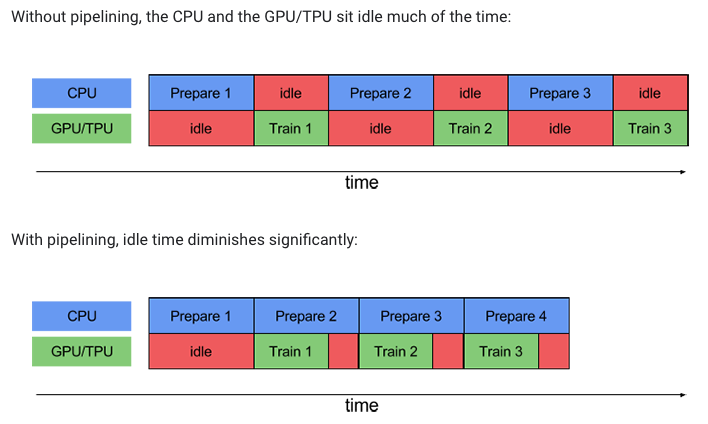 Without pipelining, the CPU and the GPU/TPU sit idle much of the time:
CPU Prepare 1 idle Prepare 2 idle Prepare 3 idle
GPU/TPU idle Train 1 idle Train 2 idle Train 3
time
With pipelining, idle time diminishes significantly:
CPU Prepare 1 Prepare 2 Prepare 3 Prepare 4
GPU/TPU idle Train 1 Train 2 Train 3
time